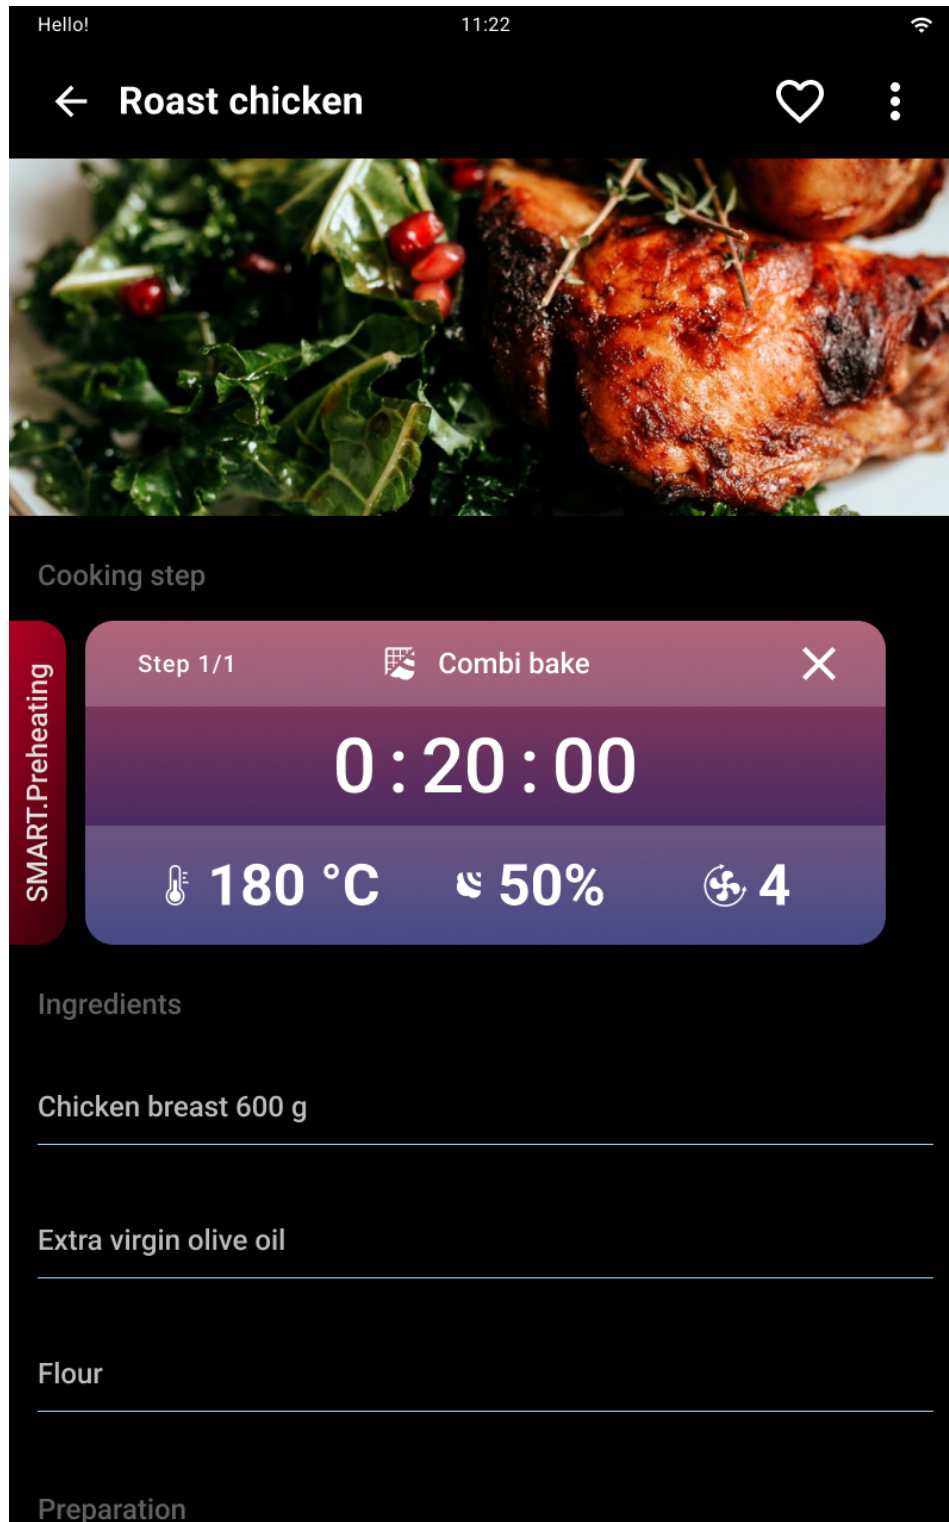 Hello! 11:22
Roast chicken
Cooking step
SMART.Preheating
Step 1/1 Combi bake
0:20:00
180 °C 50% 4
Ingredients
Chicken breast 600 g
Extra virgin olive oil
Flour
Preparation